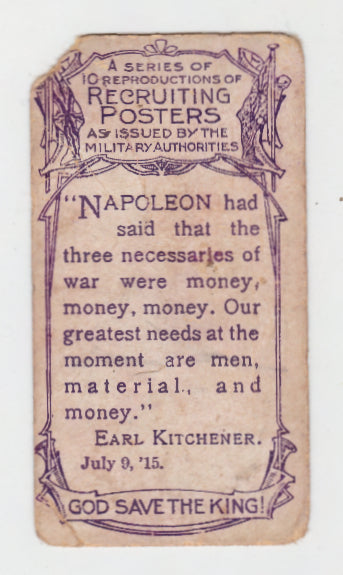 A SERIES OF
10 REPRODUCTIONS OF
RECRUITING
POSTERS
AS ISSUED BY THE
MILITARY AUTHORITIES
"NAPOLEON had
said that the
three necessaries of
war were money,
money, money. Our
greatest needs at the
moment are men,
material, and
money."
EARL KITCHENER.
July 9, '15.
GOD SAVE THE KING!